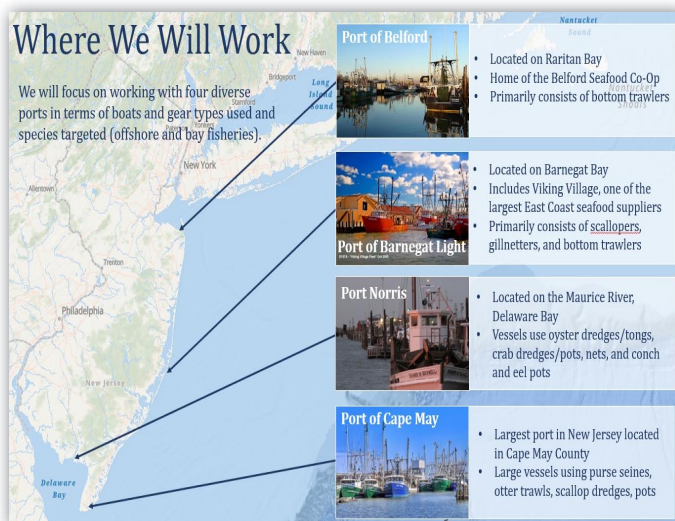 Where We Will Work
We will focus on working with four diverse
ports in terms of boats and gear types used and
species targeted (offshore and bay fisheries).
Port of Belford
• Located on Raritan Bay
• Home of the Belford Seafood Co-Op
• Primarily consists of bottom trawlers
Port of Barnegat Light
• Located on Barnegat Bay
• Includes Viking Village, one of the
largest East Coast seafood suppliers
• Primarily consists of scallopers,
gillnetters, and bottom trawlers
Port Norris
• Located on the Maurice River,
Delaware Bay
• Vessels use oyster dredges/tongs,
crab dredges/pots, nets, and conch
and eel pots
Port of Cape May
• Largest port in New Jersey located
in Cape May County
• Large vessels using purse seines,
otter trawls, scallop dredges, pots
Nantucket
Sound
Nantucket
Shoals
New Haven
Bridgeport
Long
Island
Sound
Stamford
Yonkers
New York
Allentown
Trenton
Philadelphia
New Jersey
Delaware
Bay